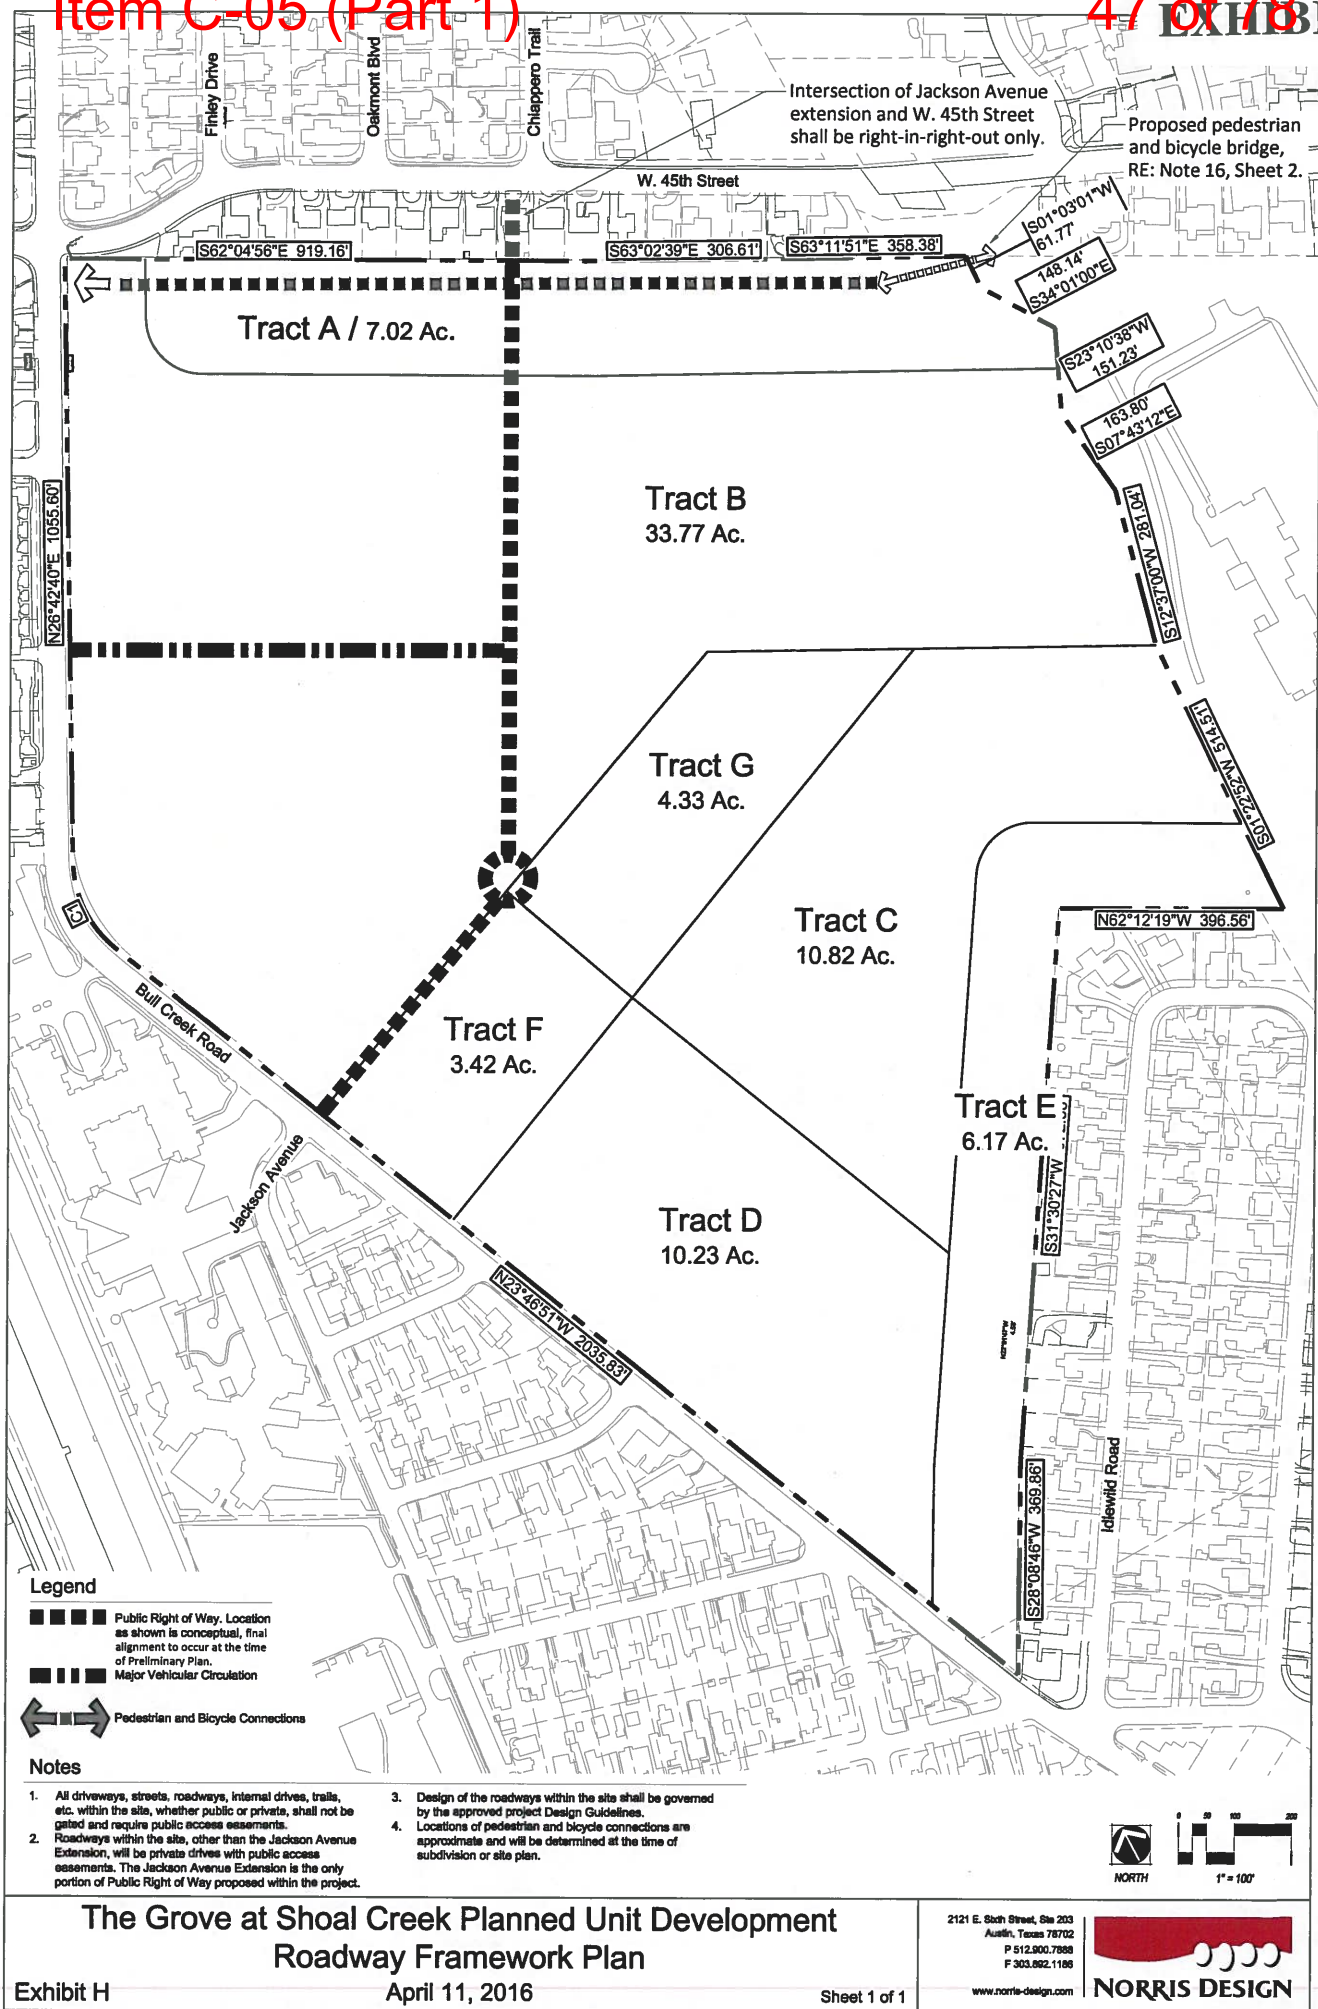 Item C-05 (Part 1)
47 of 78
EXHIB
Finley Drive
Oakmont Blvd
Chiappero Trail
Intersection of Jackson Avenue
extension and W. 45th Street
shall be right-in-right-out only.
Proposed pedestrian
and bicycle bridge,
RE: Note 16, Sheet 2.
W. 45th Street
S62°04'56"E 919.16'
S63°02'39"E 306.61'
S63°11'51"E 358.38'
S01°03'01"W
61.77'
148.14'
S34°01'00"E
S23°10'38"W
151.23'
163.80'
S07°43'12"E
S12°37'00"W 281.04'
S01°22'52"W 514.51'
N26°42'40"E 1055.60'
Tract A / 7.02 Ac.
Tract B
33.77 Ac.
Tract G
4.33 Ac.
Tract C
10.82 Ac.
N62°12'19"W 396.56'
C1
Bull Creek Road
Tract F
3.42 Ac.
Tract E
6.17 Ac.
S31°30'27"W
Jackson Avenue
Tract D
10.23 Ac.
N23°46'51"W 2035.83'
S28°08'46"W 369.86'
Idlewild Road
Legend
Public Right of Way. Location
as shown is conceptual, final
alignment to occur at the time
of Preliminary Plan.
Major Vehicular Circulation
Pedestrian and Bicycle Connections
Notes
1. All driveways, streets, roadways, internal drives, trails,
etc. within the site, whether public or private, shall not be
gated and require public access easements.
2. Roadways within the site, other than the Jackson Avenue
Extension, will be private drives with public access
easements. The Jackson Avenue Extension is the only
portion of Public Right of Way proposed within the project.
3. Design of the roadways within the site shall be governed
by the approved project Design Guidelines.
4. Locations of pedestrian and bicycle connections are
approximate and will be determined at the time of
subdivision or site plan.
NORTH
0 50 100 200
1" = 100'
The Grove at Shoal Creek Planned Unit Development
Roadway Framework Plan
Exhibit H
April 11, 2016
Sheet 1 of 1
2121 E. Sixth Street, Ste 203
Austin, Texas 78702
P 512.900.7888
F 303.892.1186
www.norris-design.com
NORRIS DESIGN